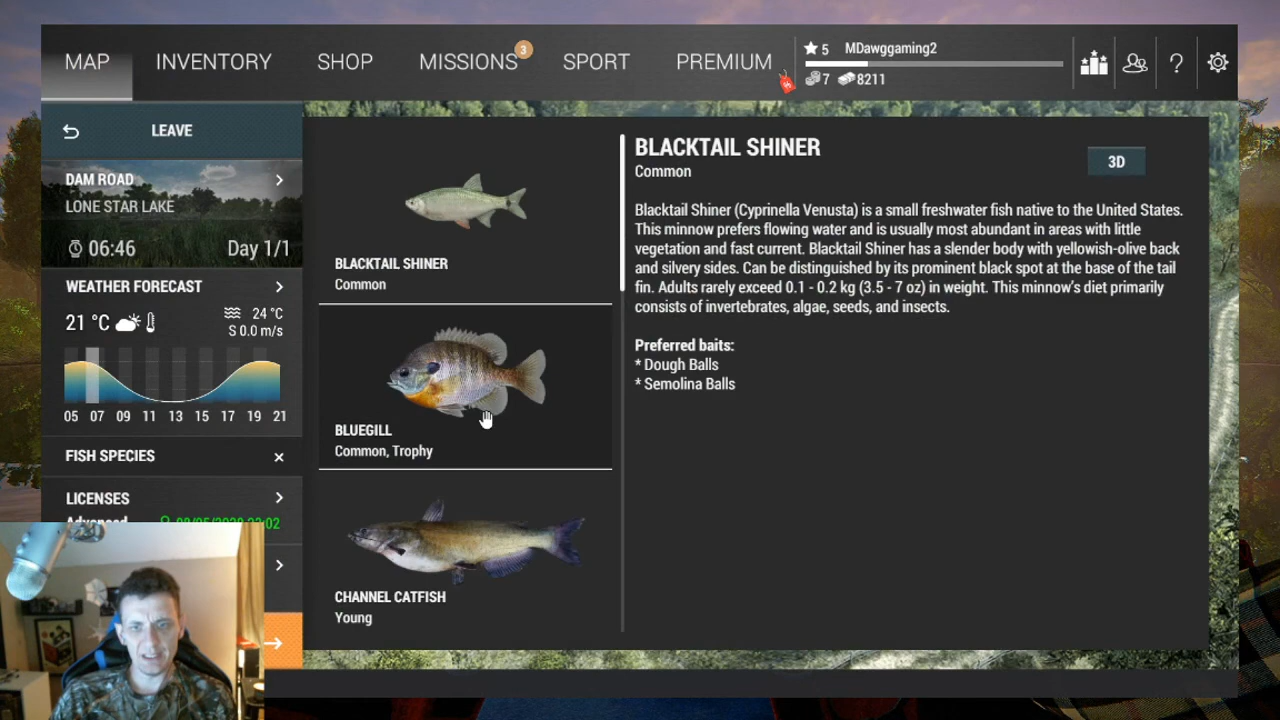 MAP
INVENTORY
SHOP
MISSIONS
3
SPORT
PREMIUM
5 MDawggaming2
7 8211
?
LEAVE
DAM ROAD
LONE STAR LAKE
06:46 Day 1/1
WEATHER FORECAST
21 °C
24 °C
S 0.0 m/s
05 07 09 11 13 15 17 19 21
FISH SPECIES
LICENSES
Advanced
BLACKTAIL SHINER
Common
BLUEGILL
Common, Trophy
CHANNEL CATFISH
Young
BLACKTAIL SHINER
Common
3D
Blacktail Shiner (Cyprinella Venusta) is a small freshwater fish native to the United States.
This minnow prefers flowing water and is usually most abundant in areas with little
vegetation and fast current. Blacktail Shiner has a slender body with yellowish-olive back
and silvery sides. Can be distinguished by its prominent black spot at the base of the tail
fin. Adults rarely exceed 0.1 - 0.2 kg (3.5 - 7 oz) in weight. This minnow's diet primarily
consists of invertebrates, algae, seeds, and insects.
Preferred baits:
* Dough Balls
* Semolina Balls